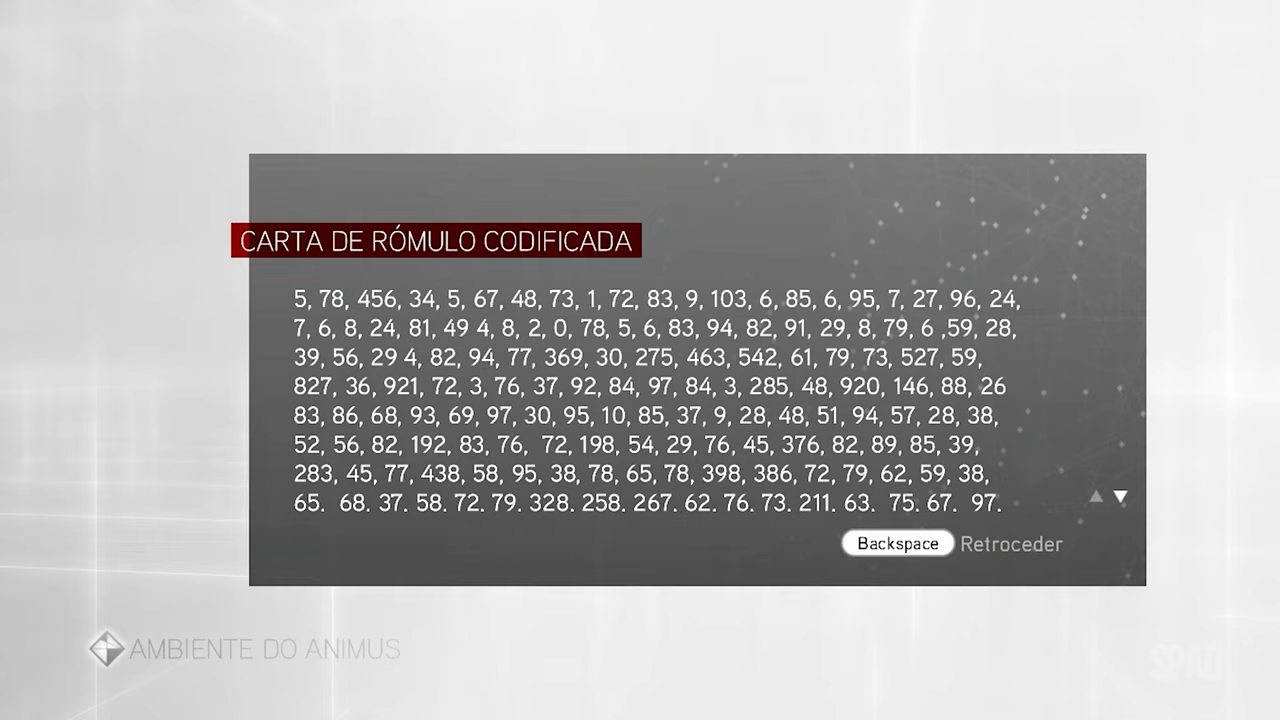 CARTA DE RÓMULO CODIFICADA
5, 78, 456, 34, 5, 67, 48, 73, 1, 72, 83, 9, 103, 6, 85, 6, 95, 7, 27, 96, 24,
7, 6, 8, 24, 81, 49 4, 8, 2, 0, 78, 5, 6, 83, 94, 82, 91, 29, 8, 79, 6 ,59, 28,
39, 56, 29 4, 82, 94, 77, 369, 30, 275, 463, 542, 61, 79, 73, 527, 59,
827, 36, 921, 72, 3, 76, 37, 92, 84, 97, 84, 3, 285, 48, 920, 146, 88, 26
83, 86, 68, 93, 69, 97, 30, 95, 10, 85, 37, 9, 28, 48, 51, 94, 57, 28, 38,
52, 56, 82, 192, 83, 76,  72, 198, 54, 29, 76, 45, 376, 82, 89, 85, 39,
283, 45, 77, 438, 58, 95, 38, 78, 65, 78, 398, 386, 72, 79, 62, 59, 38,
65.  68. 37. 58. 72. 79. 328. 258. 267. 62. 76. 73. 211. 63.  75. 67.  97.
Backspace Retroceder
AMBIENTE DO ANIMUS